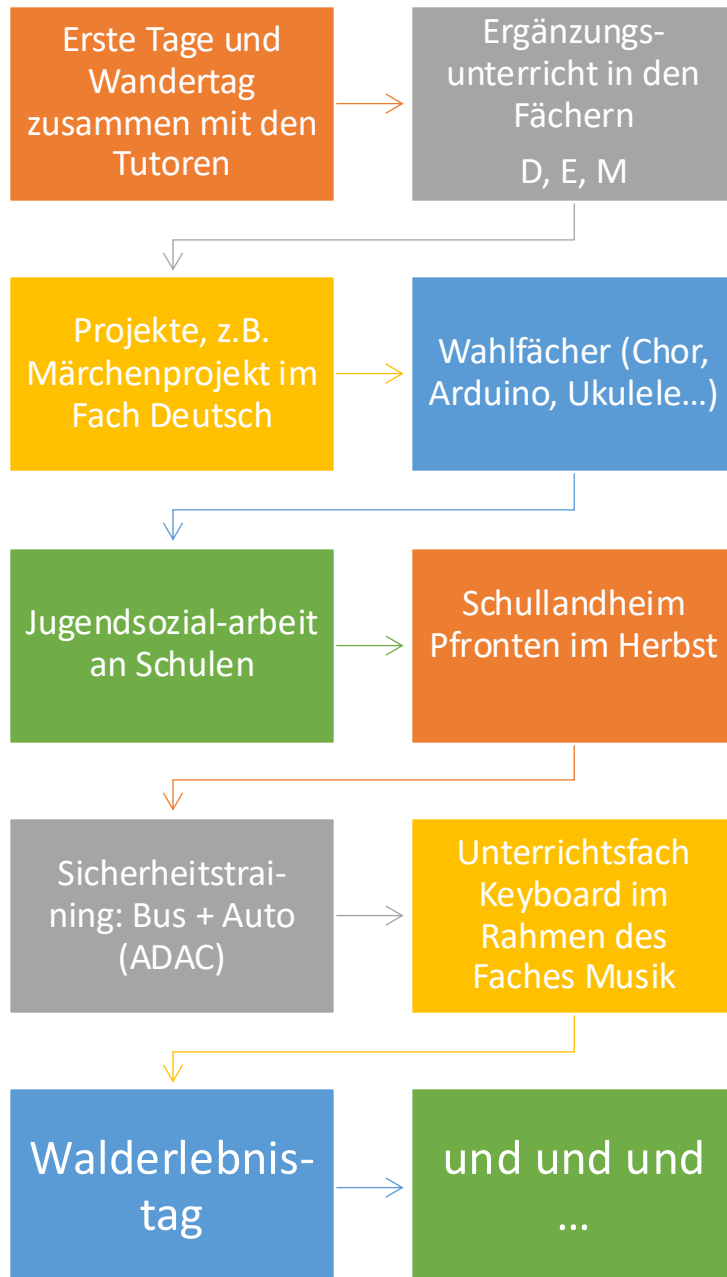 Erste Tage und
Wandertag
zusammen mit den
Tutoren
Ergänzungs-
unterricht in den
Fächern
D, E, M
Projekte, z.B.
Märchenprojekt im
Fach Deutsch
Wahlfächer (Chor,
Arduino, Ukulele…)
Jugendsozial-arbeit
an Schulen
Schullandheim
Pfronten im Herbst
Sicherheitstrai-
ning: Bus + Auto
(ADAC)
Unterrichtsfach
Keyboard im
Rahmen des
Faches Musik
Walderlebnis-
tag
und und und
…